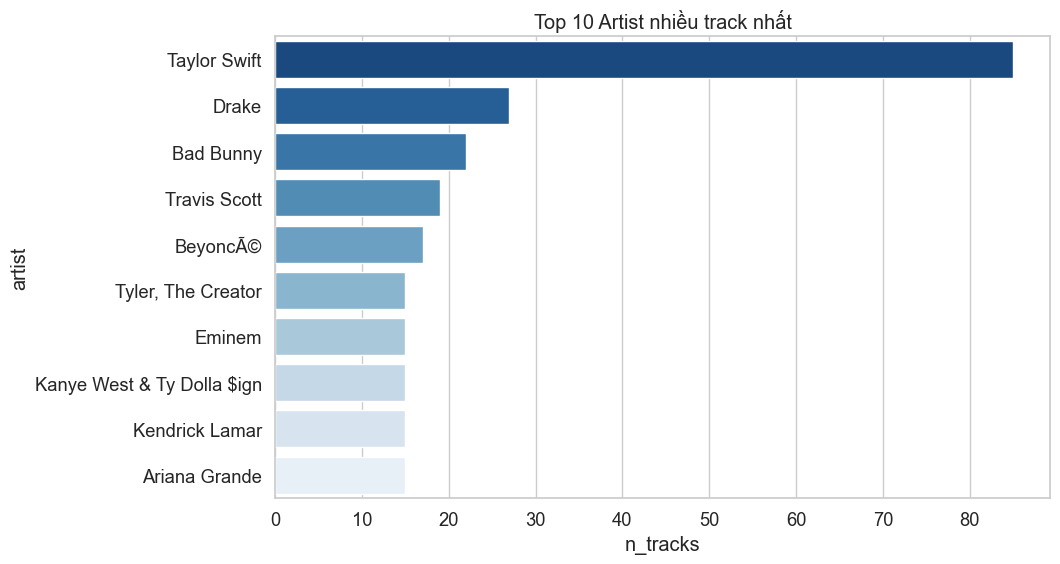 Top 10 Artist nhiều track nhất
artist
Taylor Swift
Drake
Bad Bunny
Travis Scott
BeyoncÃ©
Tyler, The Creator
Eminem
Kanye West & Ty Dolla $ign
Kendrick Lamar
Ariana Grande
0 10 20 30 40 50 60 70 80
n_tracks